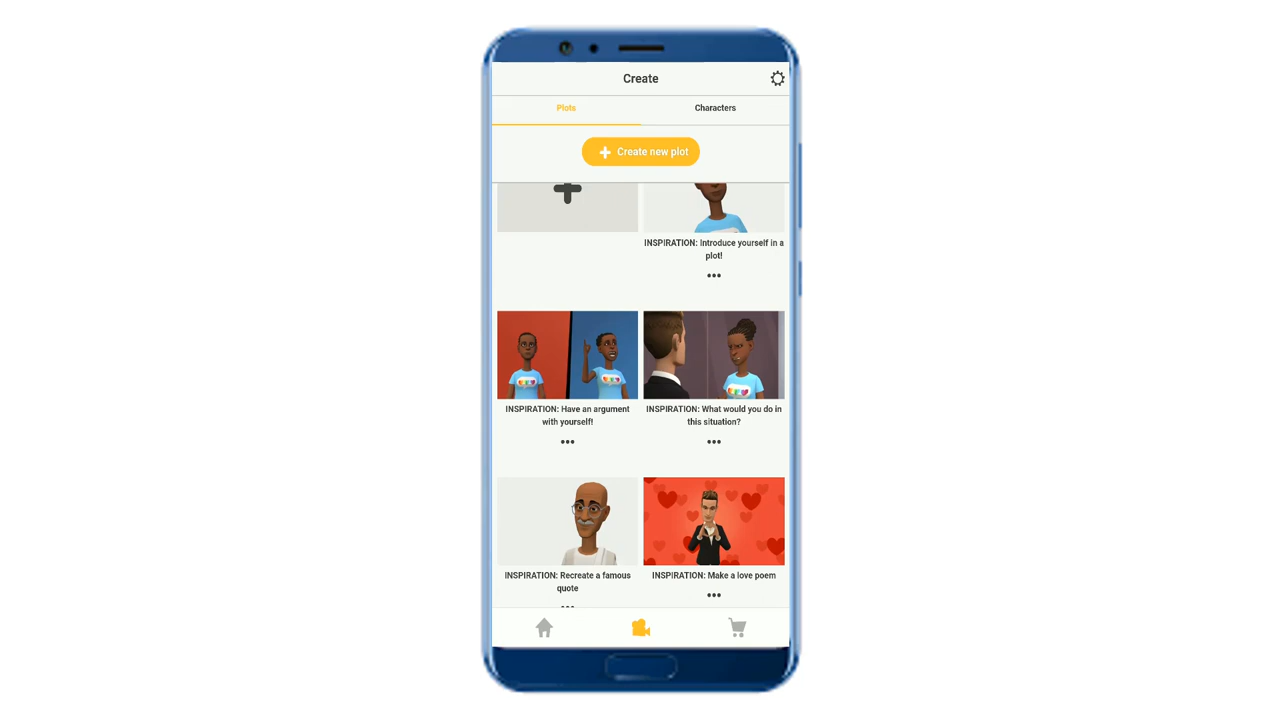 Create
Plots
Characters
Create new plot
INSPIRATION: Introduce yourself in a
plot!
INSPIRATION: Have an argument
with yourself!
INSPIRATION: What would you do in
this situation?
INSPIRATION: Recreate a famous
quote
INSPIRATION: Make a love poem